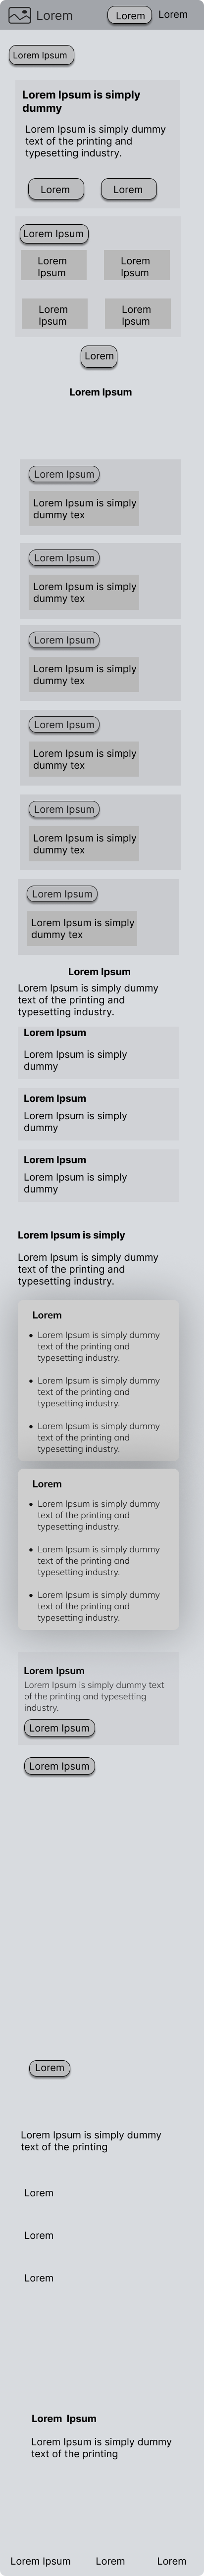 Lorem
Lorem
Lorem
Lorem Ipsum
Lorem Ipsum is simply
dummy
Lorem Ipsum is simply dummy
text of the printing and
typesetting industry.
Lorem
Lorem
Lorem Ipsum
Lorem
Ipsum
Lorem
Ipsum
Lorem
Ipsum
Lorem
Ipsum
Lorem
Lorem Ipsum
Lorem Ipsum
Lorem Ipsum is simply
dummy tex
Lorem Ipsum
Lorem Ipsum is simply
dummy tex
Lorem Ipsum
Lorem Ipsum is simply
dummy tex
Lorem Ipsum
Lorem Ipsum is simply
dummy tex
Lorem Ipsum
Lorem Ipsum is simply
dummy tex
Lorem Ipsum
Lorem Ipsum is simply
dummy tex
Lorem Ipsum
Lorem Ipsum is simply dummy
text of the printing and
typesetting industry.
Lorem Ipsum
Lorem Ipsum is simply
dummy
Lorem Ipsum
Lorem Ipsum is simply
dummy
Lorem Ipsum
Lorem Ipsum is simply
dummy
Lorem Ipsum is simply
Lorem Ipsum is simply dummy
text of the printing and
typesetting industry.
Lorem
Lorem Ipsum is simply dummy
text of the printing and
typesetting industry.
Lorem Ipsum is simply dummy
text of the printing and
typesetting industry.
Lorem Ipsum is simply dummy
text of the printing and
typesetting industry.
Lorem
Lorem Ipsum is simply dummy
text of the printing and
typesetting industry.
Lorem Ipsum is simply dummy
text of the printing and
typesetting industry.
Lorem Ipsum is simply dummy
text of the printing and
typesetting industry.
Lorem Ipsum
Lorem Ipsum is simply dummy text
of the printing and typesetting
industry.
Lorem Ipsum
Lorem Ipsum
Lorem
Lorem Ipsum is simply dummy
text of the printing
Lorem
Lorem
Lorem
Lorem Ipsum
Lorem Ipsum is simply dummy
text of the printing
Lorem Ipsum
Lorem
Lorem